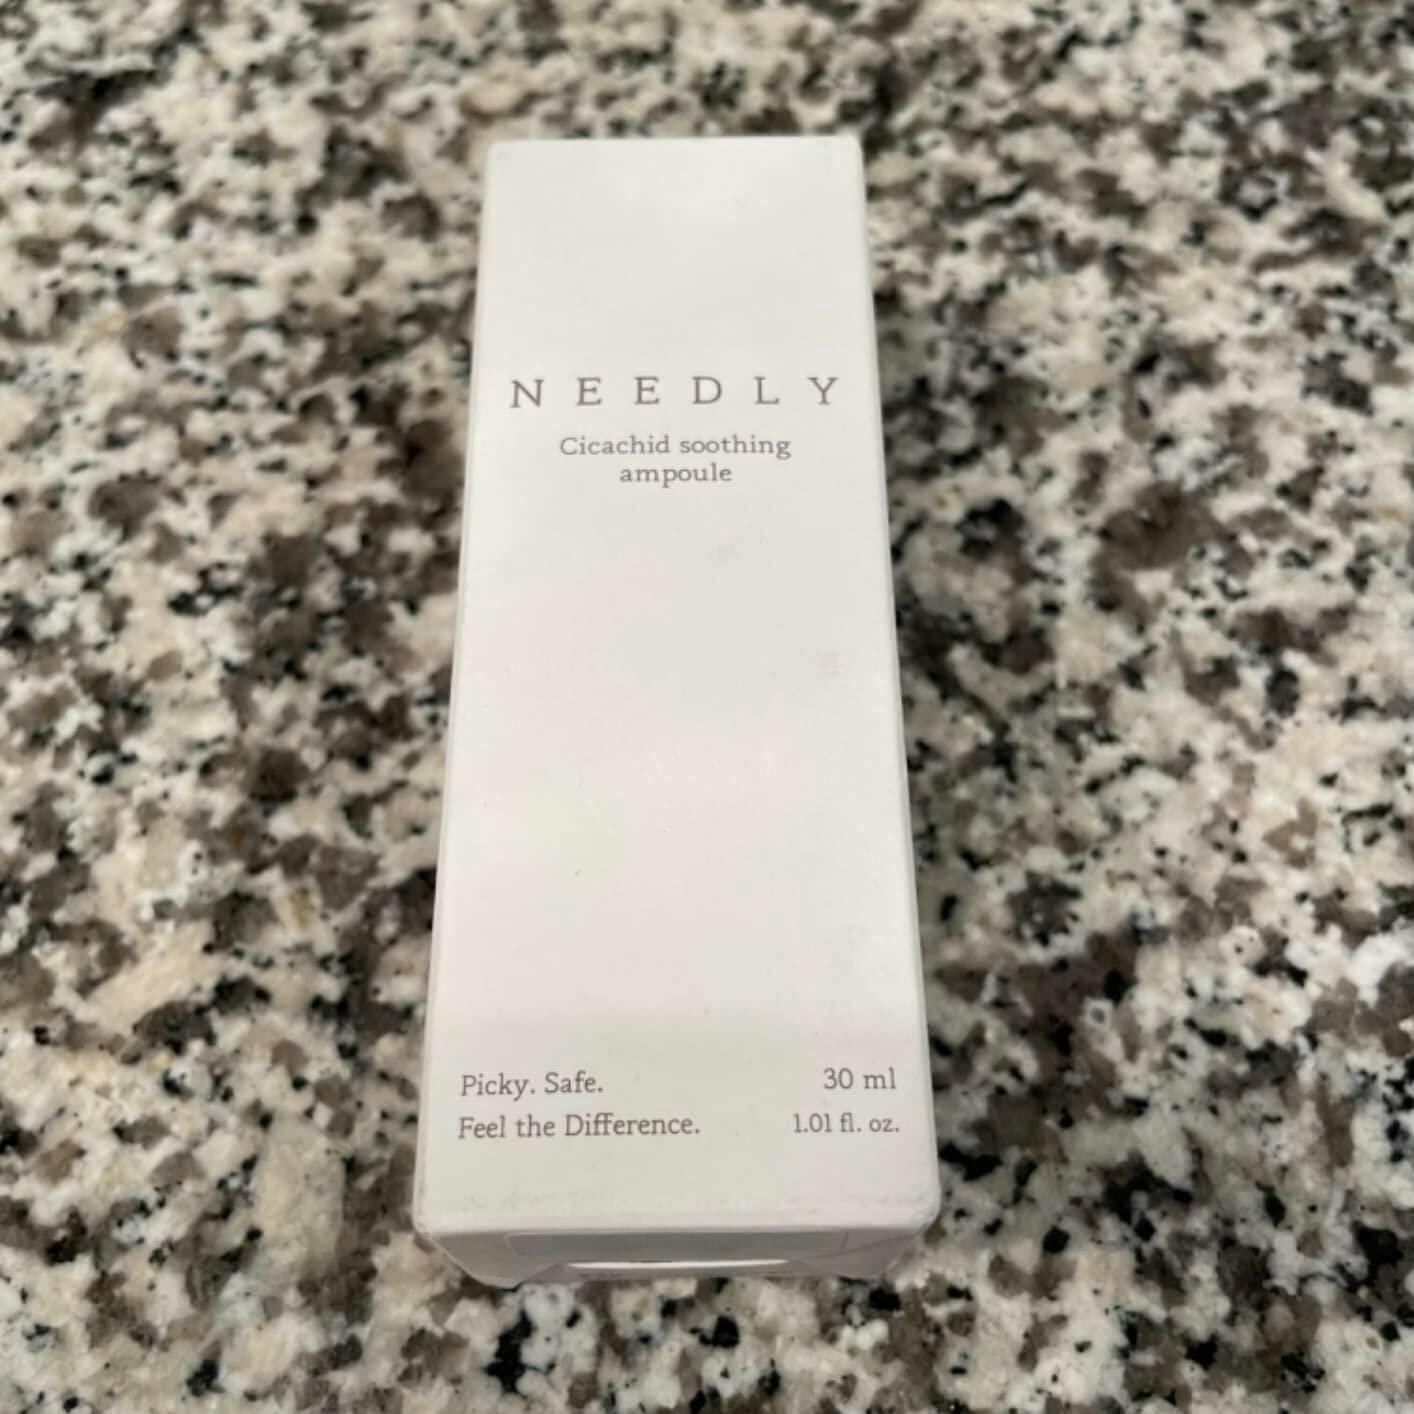 NEEDLY
Cicachid soothing
ampoule
Picky. Safe.
Feel the Difference.
30 ml
1.01 fl. oz.